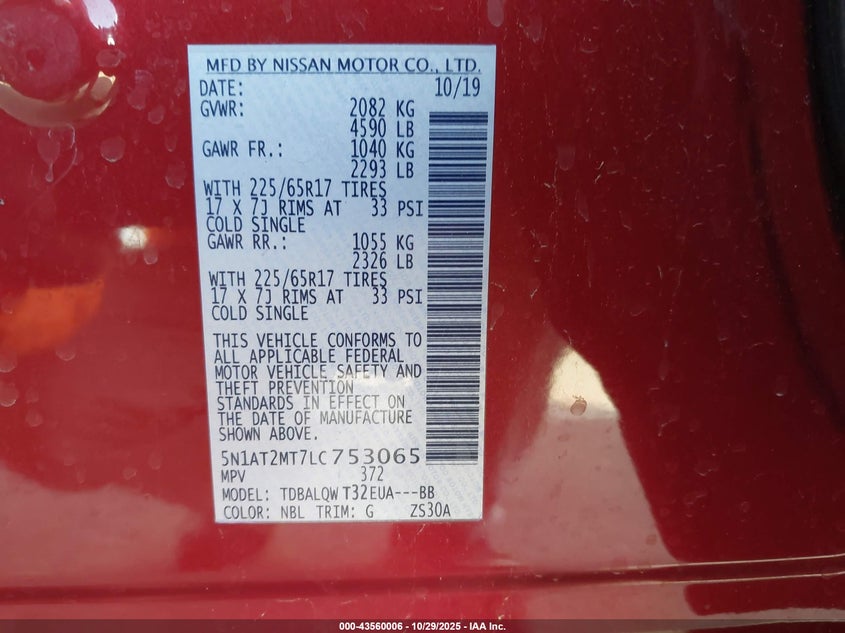 MFD BY NISSAN MOTOR CO., LTD.
DATE: 10/19
GVWR: 2082 KG
4590 LB
GAWR FR.: 1040 KG
2293 LB
WITH 225/65R17 TIRES
17 X 7J RIMS AT 33 PSI
COLD SINGLE
GAWR RR.: 1055 KG
2326 LB
WITH 225/65R17 TIRES
17 X 7J RIMS AT 33 PSI
COLD SINGLE
THIS VEHICLE CONFORMS TO
ALL APPLICABLE FEDERAL
MOTOR VEHICLE SAFETY AND
THEFT PREVENTION
STANDARDS IN EFFECT ON
THE DATE OF MANUFACTURE
SHOWN ABOVE.
5N1AT2MT7LC753065
MPV 372
MODEL: TDBALQW T32EUA---BB
COLOR: NBL TRIM: G ZS30A
000-43560006 - 10/29/2025 - IAA Inc.